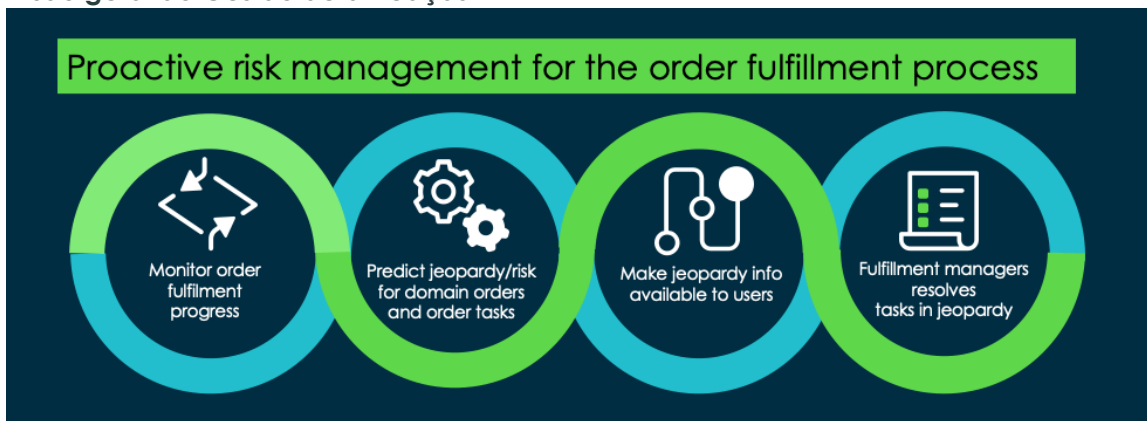 Proactive risk management for the order fulfillment process
Monitor order
fulfilment
progress
Predict jeopardy/risk
for domain orders
and order tasks
Make jeopardy info
available to users
Fulfillment managers
resolves
tasks in jeopardy